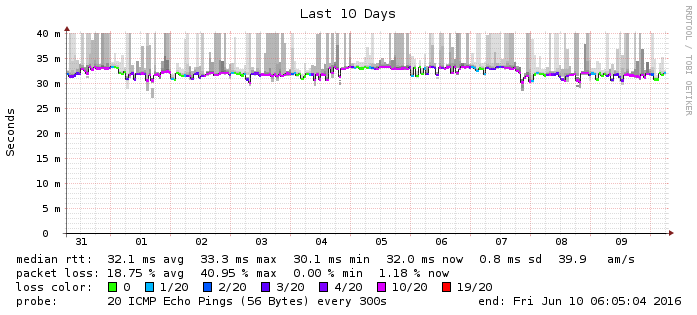 Last 10 Days
RRDTOOL / TOBI OETIKER
Seconds
40 m
35 m
30 m
25 m
20 m
15 m
10 m
5 m
0
31 01 02 03 04 05 06 07 08 09
median rtt: 32.1 ms avg 33.3 ms max 30.1 ms min 32.0 ms now 0.8 ms sd 39.9 am/s
packet loss: 18.75 % avg 40.95 % max 0.00 % min 1.18 % now
loss color: 0 1/20 2/20 3/20 4/20 10/20 19/20
probe: 20 ICMP Echo Pings (56 Bytes) every 300s end: Fri Jun 10 06:05:04 2016